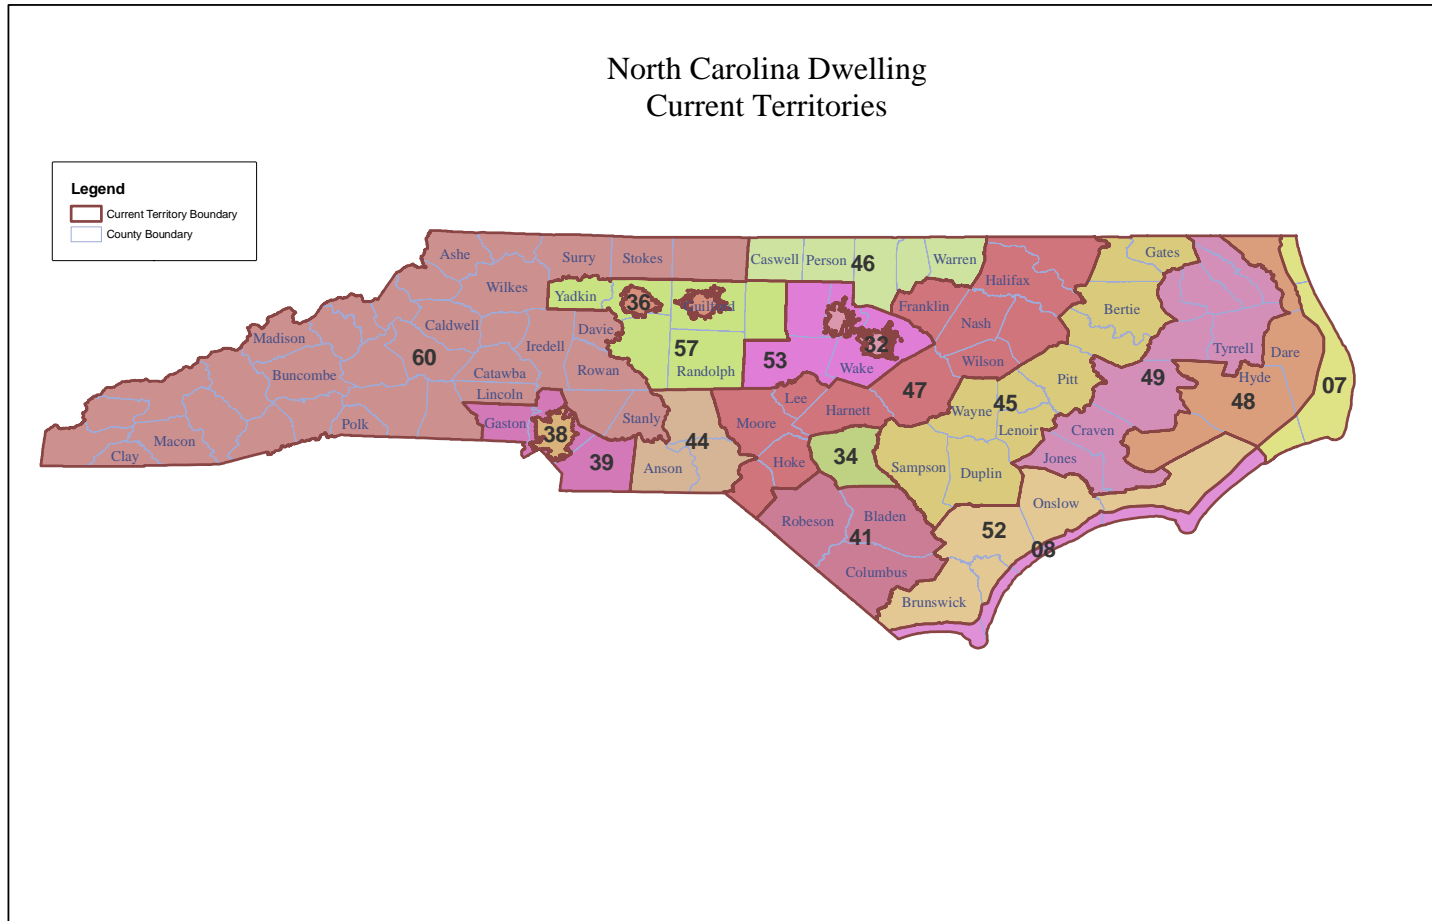 North Carolina Dwelling
Current Territories
Legend
Current Territory Boundary
County Boundary
Ashe
Surry
Stokes
Caswell
Person
46
Warren
Gates
Wilkes
Yadkin
36
Guilford
Franklin
Halifax
Bertie
Madison
Caldwell
Davie
Nash
60
Iredell
57
53
32
Wake
Wilson
Tyrrell
Dare
Buncombe
Catawba
Rowan
Randolph
Pitt
49
Hyde
07
Lincoln
Lee
47
Wayne
45
48
Polk
Gaston
38
Stanly
Moore
Harnett
Lenoir
Craven
Macon
44
Clay
39
Anson
Hoke
34
Sampson
Duplin
Jones
Robeson
Bladen
Onslow
41
52
08
Columbus
Brunswick